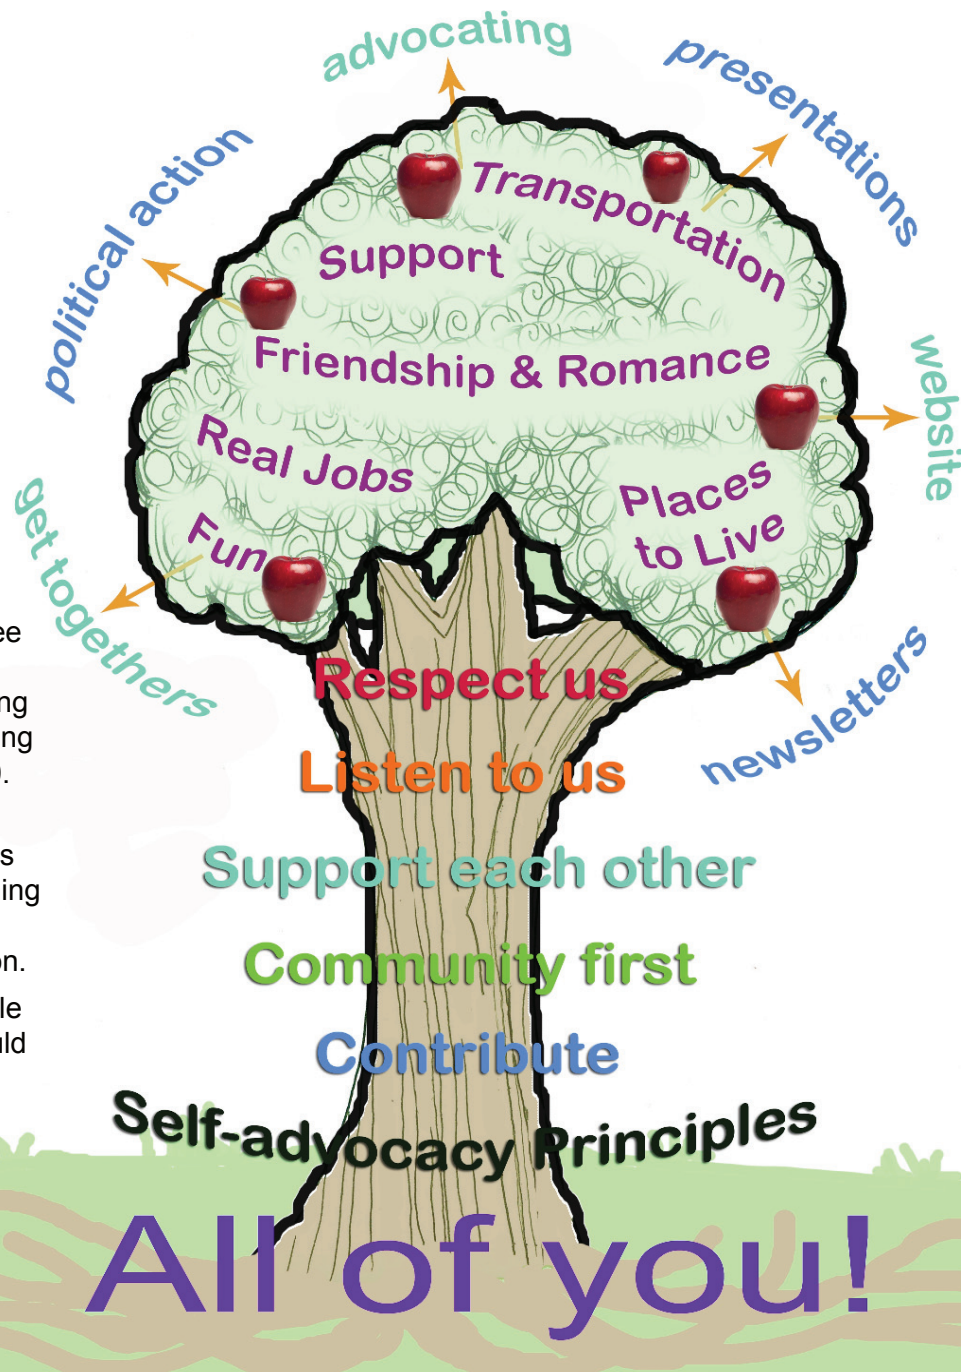 advocating
presentations
political action
website
get togethers
newsletters
Transportation
Support
Friendship & Romance
Real Jobs
Fun
Places
to Live
Respect us
Listen to us
Support each other
Community first
Contribute
Self-advocacy Principles
All of you!